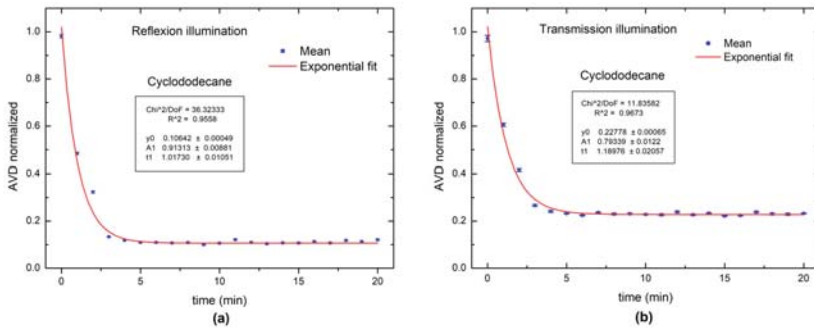 Reflexion illumination
Mean
Exponential fit
Cyclododecane
Chi^2/DoF = 36.32333
R^2 = 0.9558
y0 0.10642 ± 0.00049
A1 0.91313 ± 0.00881
t1 1.01730 ± 0.01051
AVD normalized
1.0
0.8
0.6
0.4
0.2
0.0
0 5 10 15 20
time (min)
(a)
Transmission illumination
Mean
Exponential fit
Cyclododecane
Chi^2/DoF = 11.83582
R^2 = 0.9673
y0 0.22778 ± 0.00065
A1 0.79339 ± 0.0122
t1 1.18976 ± 0.02057
AVD normalized
1.0
0.8
0.6
0.4
0.2
0.0
0 5 10 15 20
time (min)
(b)